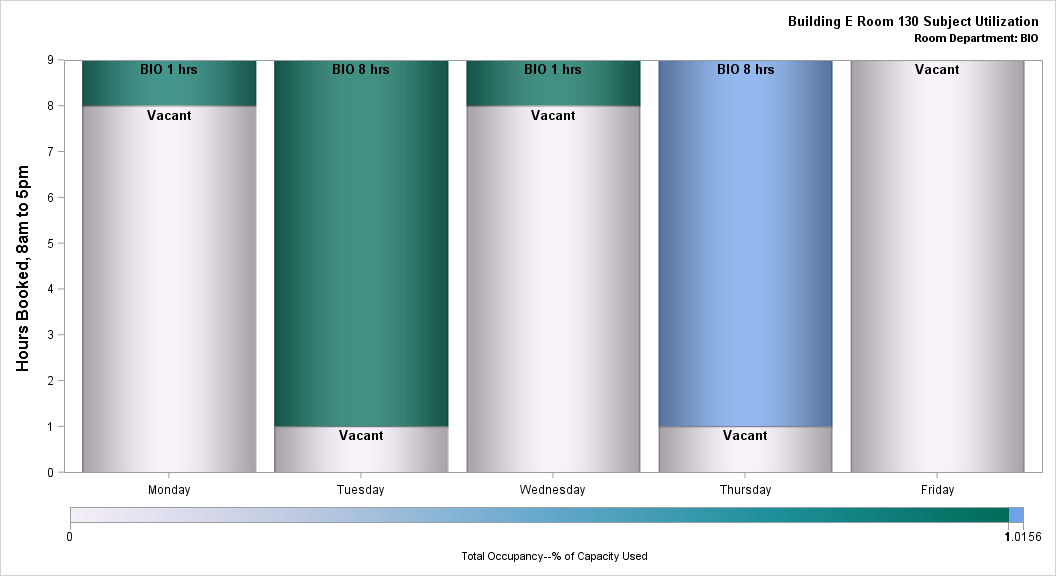 Building E Room 130 Subject Utilization
Room Department: BIO
Hours Booked, 8am to 5pm
9
8
7
6
5
4
3
2
1
0
BIO 1 hrs
Vacant
BIO 8 hrs
Vacant
BIO 1 hrs
Vacant
BIO 8 hrs
Vacant
Vacant
Monday
Tuesday
Wednesday
Thursday
Friday
0
1.0156
Total Occupancy--% of Capacity Used